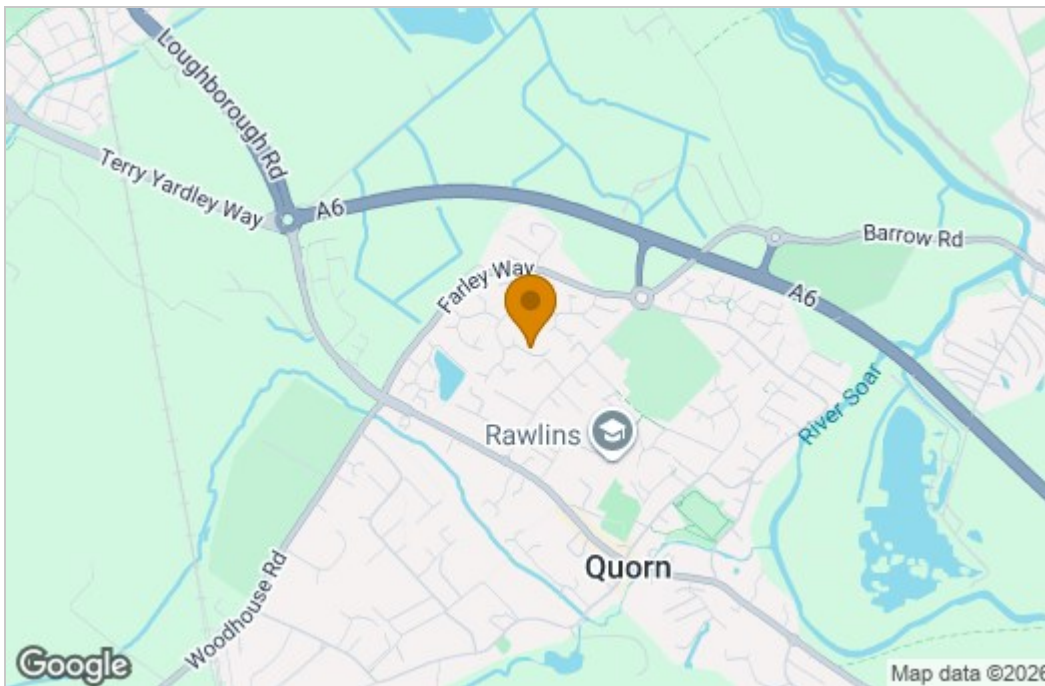 Loughborough Rd
Terry Yardley Way
A6
Barrow Rd
Farley Way
A6
River Soar
Rawlins
Quorn
Woodhouse Rd
Google
Map data ©2026